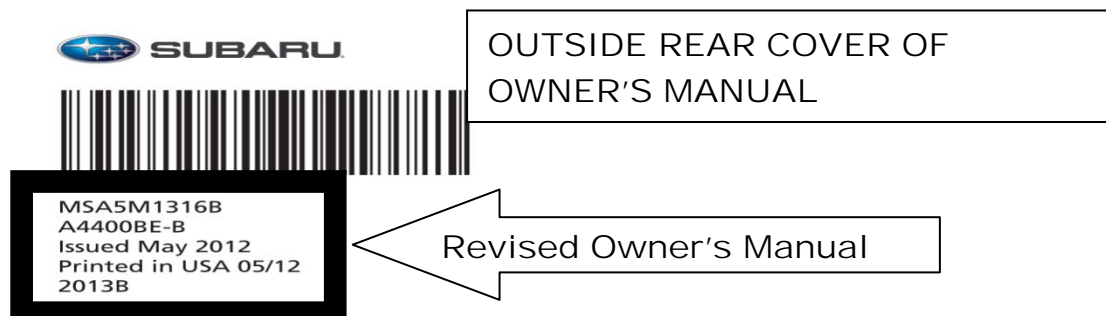 SUBARU
OUTSIDE REAR COVER OF
OWNER'S MANUAL
MSA5M1316B
A4400BE-B
Issued May 2012
Printed in USA 05/12
2013B
Revised Owner's Manual